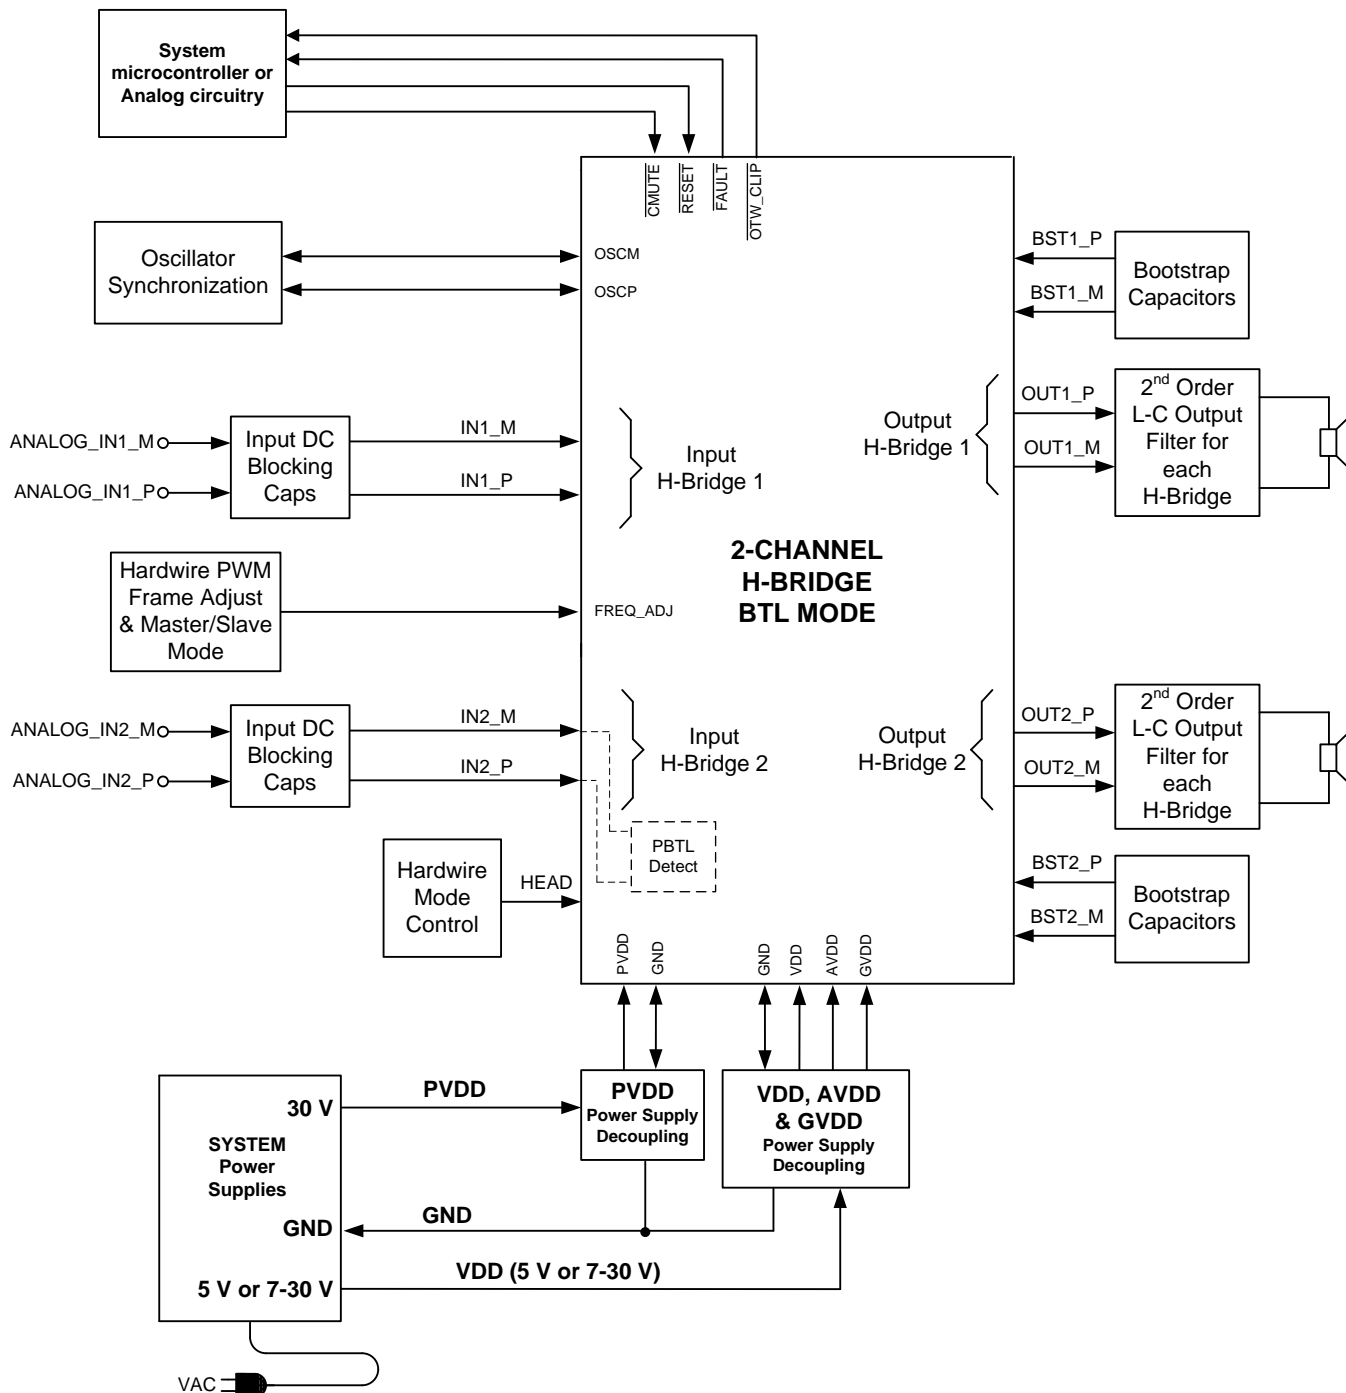 System
microcontroller or
Analog circuitry
CMUTE
RESET
FAULT
OTW_CLIP
Oscillator
Synchronization
OSCM
OSCP
BST1_P
BST1_M
Bootstrap
Capacitors
ANALOG_IN1_M
ANALOG_IN1_P
Input DC
Blocking
Caps
IN1_M
IN1_P
Input
H-Bridge 1
Output
H-Bridge 1
OUT1_P
OUT1_M
2nd Order
L-C Output
Filter for
each
H-Bridge
2-CHANNEL
H-BRIDGE
BTL MODE
Hardwire PWM
Frame Adjust
& Master/Slave
Mode
FREQ_ADJ
ANALOG_IN2_M
ANALOG_IN2_P
Input DC
Blocking
Caps
IN2_M
IN2_P
Input
H-Bridge 2
Output
H-Bridge 2
OUT2_P
OUT2_M
2nd Order
L-C Output
Filter for
each
H-Bridge
PBTL
Detect
Hardwire
Mode
Control
HEAD
BST2_P
BST2_M
Bootstrap
Capacitors
PVDD
GND
GND
VDD
AVDD
GVDD
30 V
SYSTEM
Power
Supplies
GND
5 V or 7-30 V
PVDD
PVDD
Power Supply
Decoupling
VDD, AVDD
& GVDD
Power Supply
Decoupling
GND
VDD (5 V or 7-30 V)
VAC